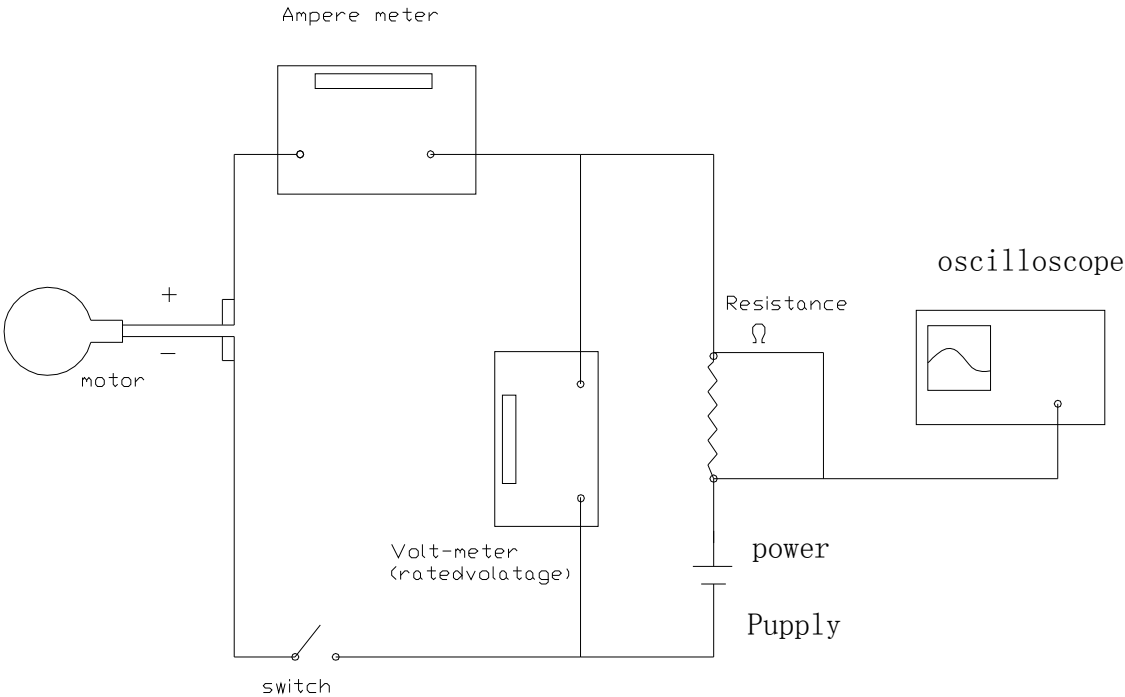 Ampere meter
oscilloscope
Resistance
Ω
+
−
motor
Volt-meter
(ratedvolatage)
power
Pupply
switch